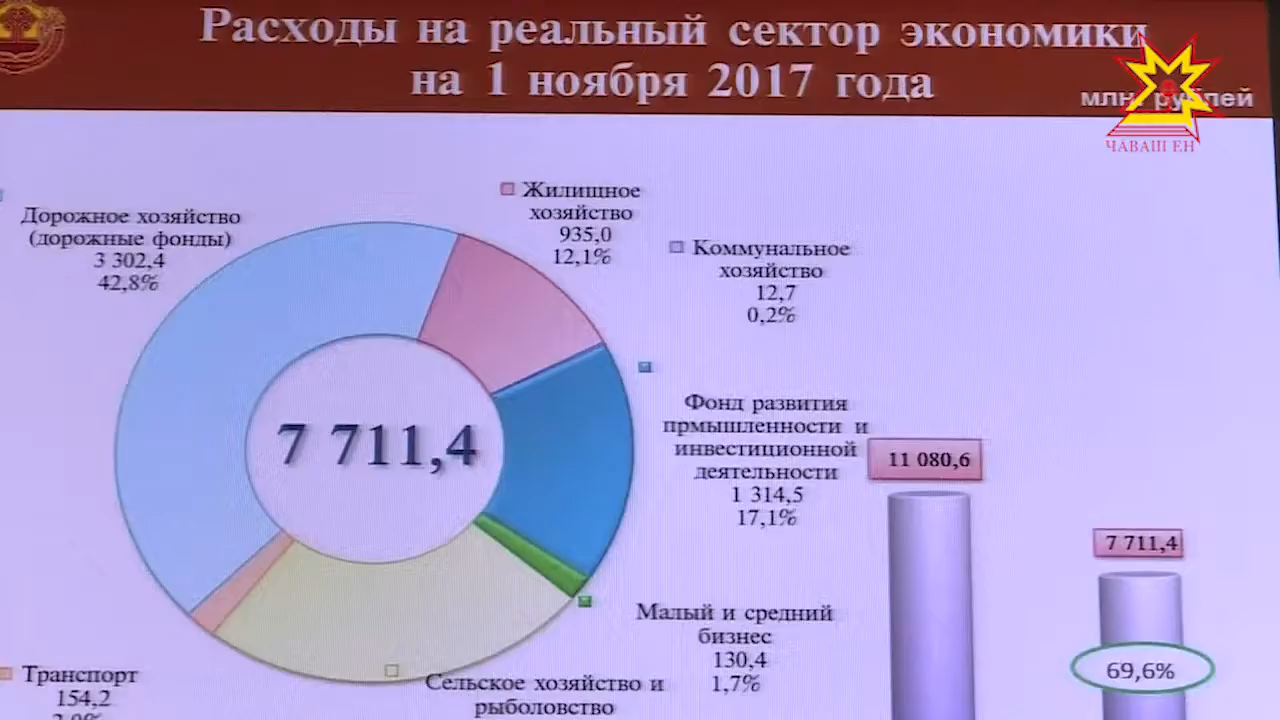 Расходы на реальный сектор экономики
на 1 ноября 2017 года
млн рублей
ЧАВАШ ЕН
Дорожное хозяйство
(дорожные фонды)
3 302,4
42,8%
Жилищное
хозяйство
935,0
12,1%
Коммунальное
хозяйство
12,7
0,2%
Фонд развития
прмышленности и
инвестиционной
деятельности
1 314,5
17,1%
7 711,4
11 080,6
7 711,4
69,6%
Малый и средний
бизнес
130,4
1,7%
Сельское хозяйство и
рыболовство
Транспорт
154,2